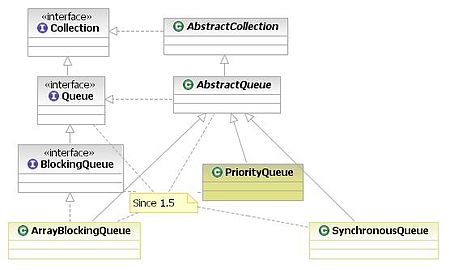 «interface»
I Collection
C AbstractCollection
«interface»
I Queue
C AbstractQueue
«interface»
I BlockingQueue
C PriorityQueue
Since 1.5
C ArrayBlockingQueue
C SynchronousQueue